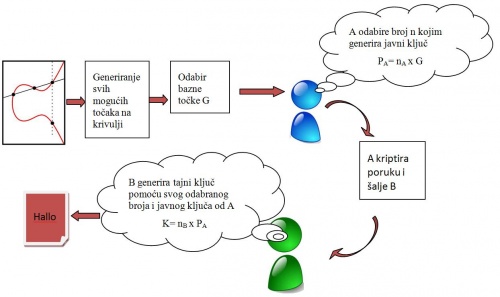 Generiranje
svih
mogućih
točaka na
krivulji
Odabir
bazne
točke G
A odabire broj n kojim
generira javni ključ
P_A= n_A x G
A kriptira
poruku i
šalje B
B generira tajni ključ
pomoću svog odabranog
broja i javnog ključa od A
K= n_B x P_A
Hallo